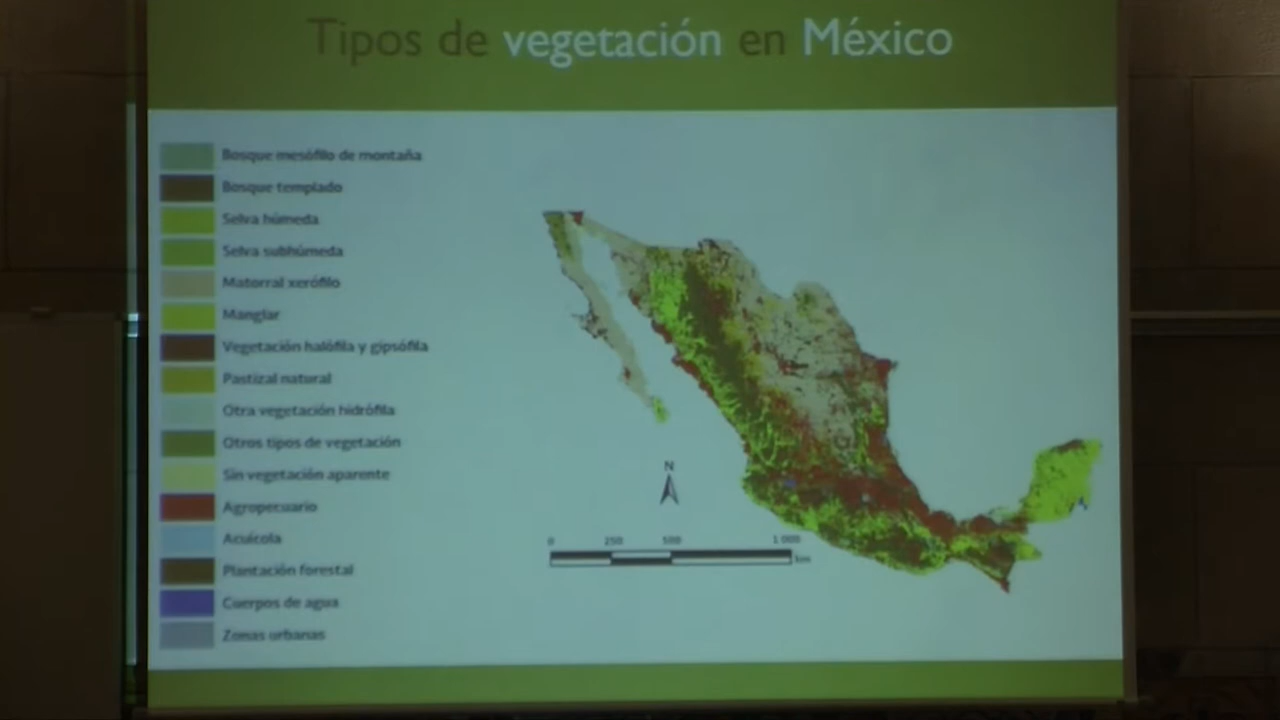 Tipos de vegetación en México
Bosque mesófilo de montaña
Bosque templado
Selva húmeda
Selva subhúmeda
Matorral xerófilo
Manglar
Vegetación halófila y gipsófila
Pastizal natural
Otra vegetación hidrófila
Otros tipos de vegetación
Sin vegetación aparente
Agropecuario
Acuícola
Plantación forestal
Cuerpos de agua
Zonas urbanas
N
0 250 500 1 000
km